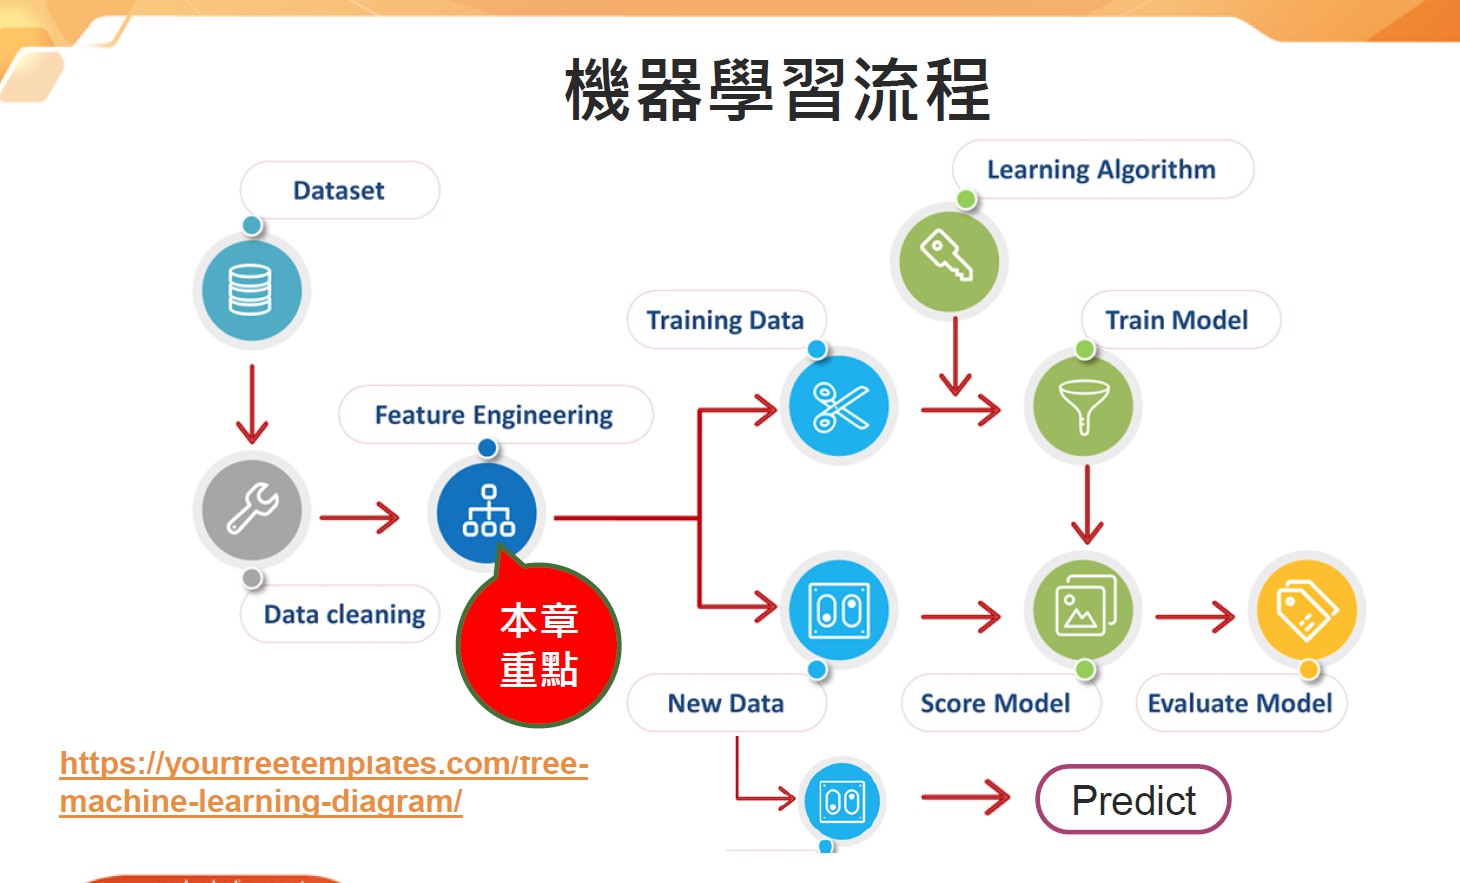 機器學習流程
Learning Algorithm
Dataset
Training Data
Train Model
Feature Engineering
Data cleaning
本章
重點
New Data
Score Model
Evaluate Model
https://yourfreetemplates.com/free-
machine-learning-diagram/
Predict